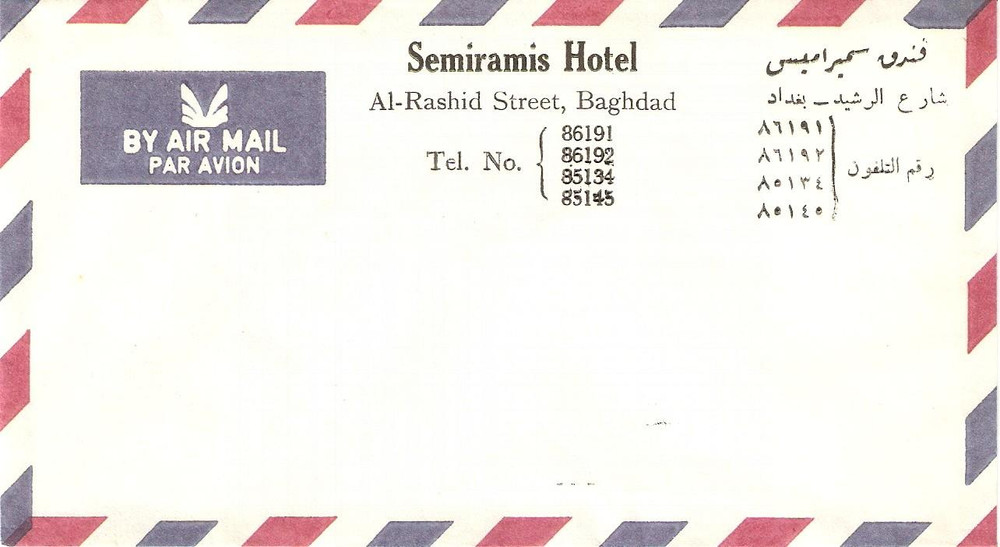 BY AIR MAIL
PAR AVION
Semiramis Hotel
Al-Rashid Street, Baghdad
Tel. No.
86191
86192
85134
85145
فندق سميراميس
شارع الرشيد - بغداد
رقم التلفون
٨٦١٩١
٨٦١٩٢
٨٥١٣٤
٨٥١٤٥